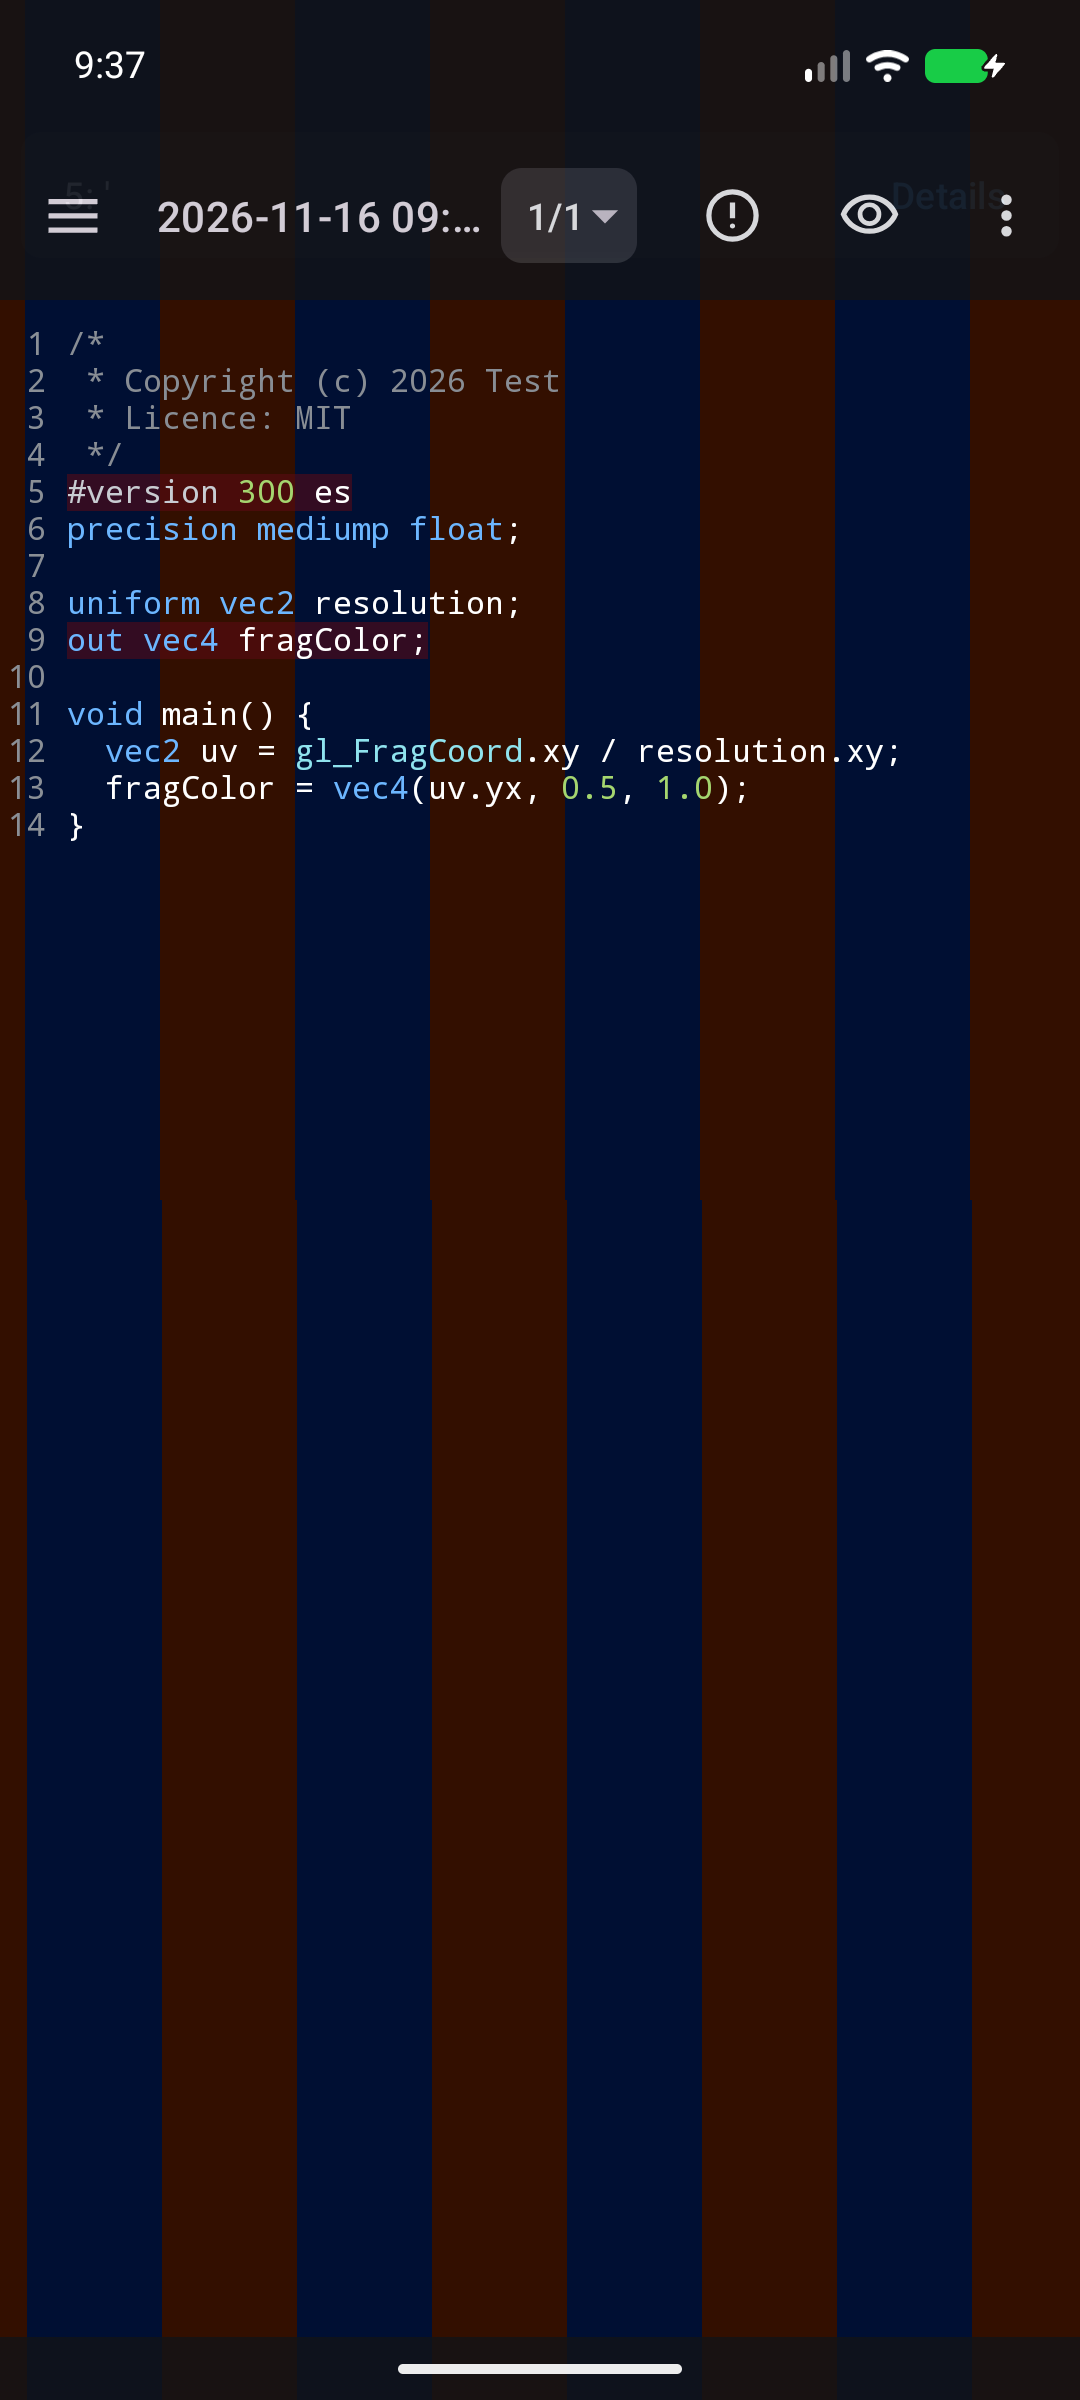 9:37
5: '
Details
2026-11-16 09:…
1/1
1 /*
2  * Copyright (c) 2026 Test
3  * Licence: MIT
4  */
5 #version 300 es
6 precision mediump float;
7
8 uniform vec2 resolution;
9 out vec4 fragColor;
10
11 void main() {
12   vec2 uv = gl_FragCoord.xy / resolution.xy;
13   fragColor = vec4(uv.yx, 0.5, 1.0);
14 }